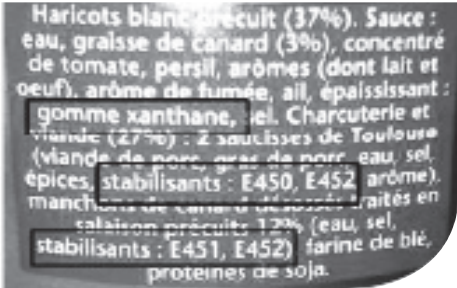 Haricots blanc précuit (37%). Sauce :
eau, graisse de canard (3%), concentré
de tomate, persil, arômes (dont lait et
oeuf), arôme de fumée, ail, épaississant :
gomme xanthane, sel. Charcuterie et
viande (27%) : 2 saucisses de Toulouse
(viande de porc, gras de porc, eau, sel,
épices, stabilisants : E450, E452 arôme).
manchons de canard désossés traités en
salaison précuits 12% (eau, sel,
stabilisants : E451, E452) farine de blé,
protéines de soja.